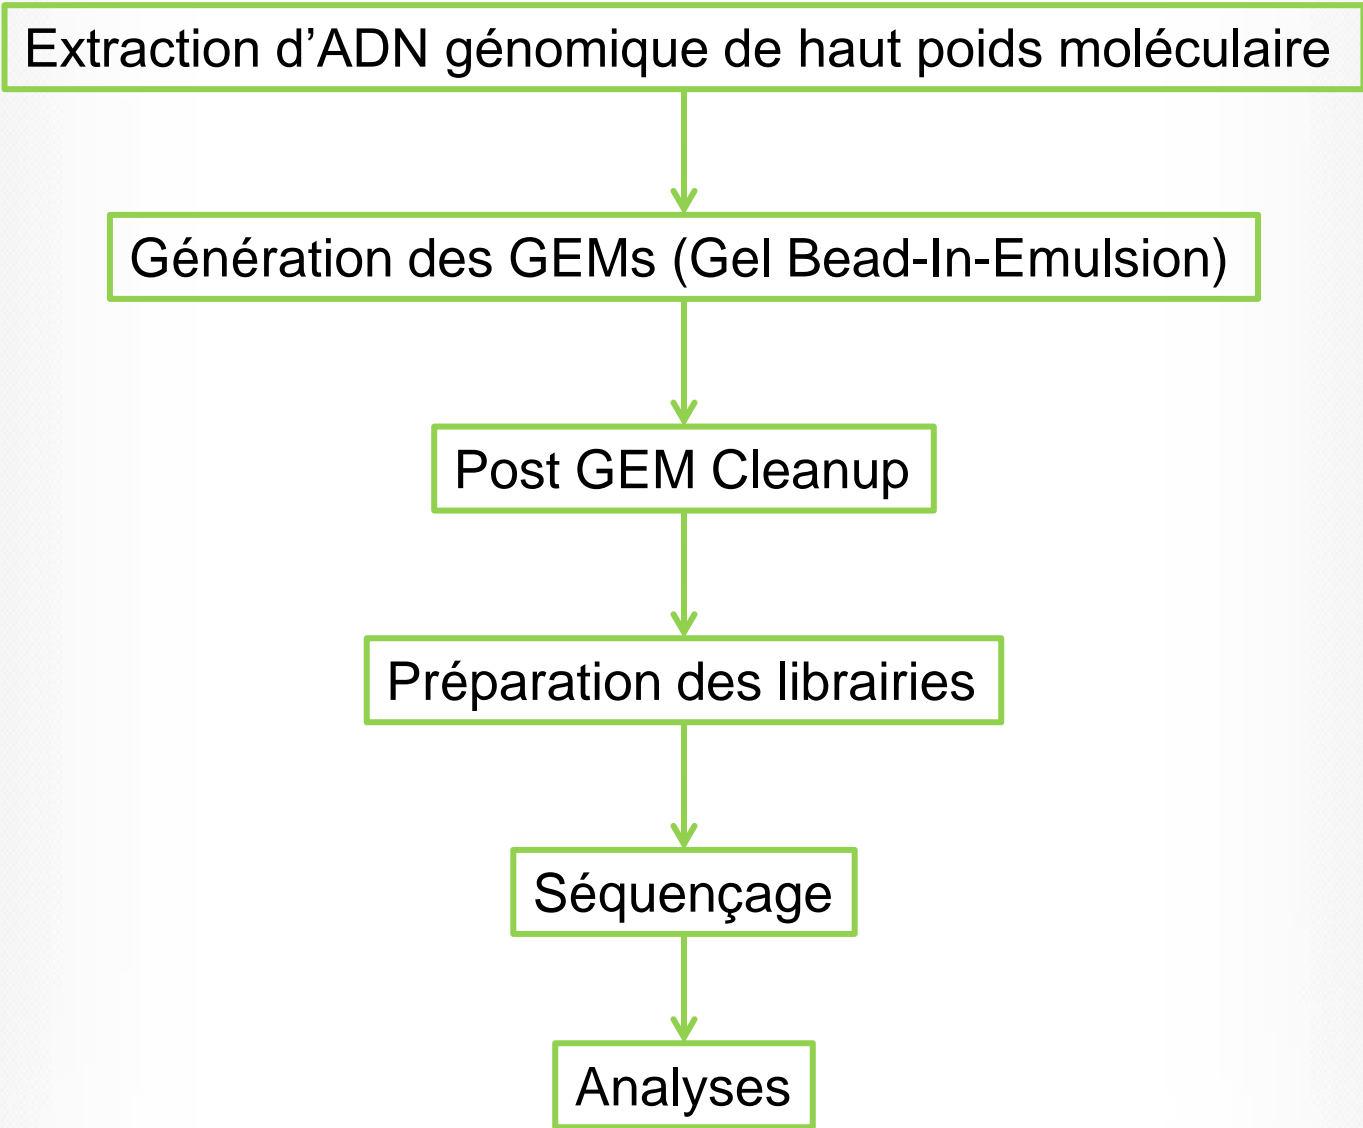 Extraction d’ADN génomique de haut poids moléculaire
Génération des GEMs (Gel Bead-In-Emulsion)
Post GEM Cleanup
Préparation des librairies
Séquençage
Analyses